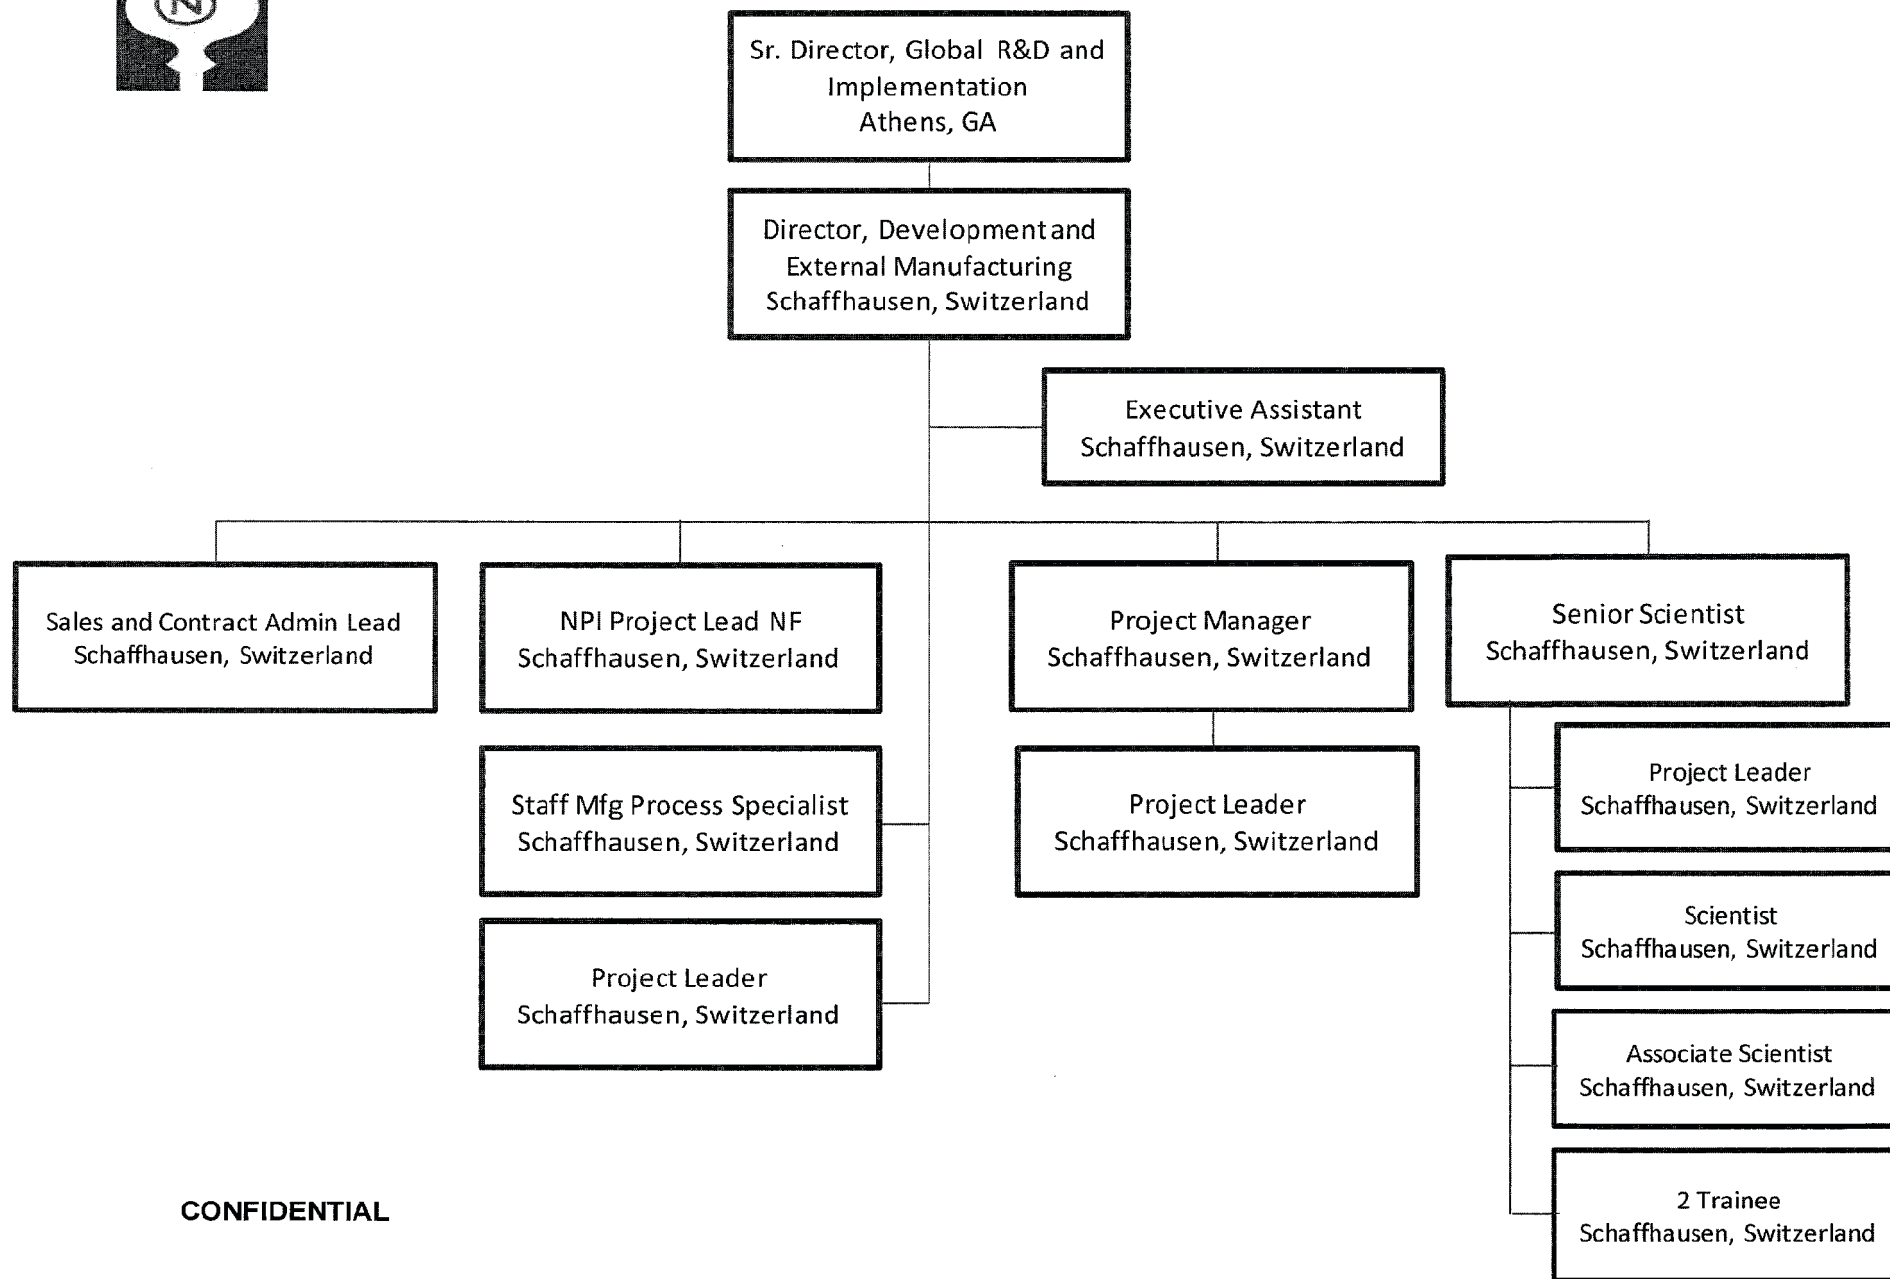 Sr. Director, Global R&D and
Implementation
Athens, GA
Director, Development and
External Manufacturing
Schaffhausen, Switzerland
Executive Assistant
Schaffhausen, Switzerland
Sales and Contract Admin Lead
Schaffhausen, Switzerland
NPI Project Lead NF
Schaffhausen, Switzerland
Project Manager
Schaffhausen, Switzerland
Senior Scientist
Schaffhausen, Switzerland
Staff Mfg Process Specialist
Schaffhausen, Switzerland
Project Leader
Schaffhausen, Switzerland
Project Leader
Schaffhausen, Switzerland
Project Leader
Schaffhausen, Switzerland
Scientist
Schaffhausen, Switzerland
Associate Scientist
Schaffhausen, Switzerland
2 Trainee
Schaffhausen, Switzerland
CONFIDENTIAL